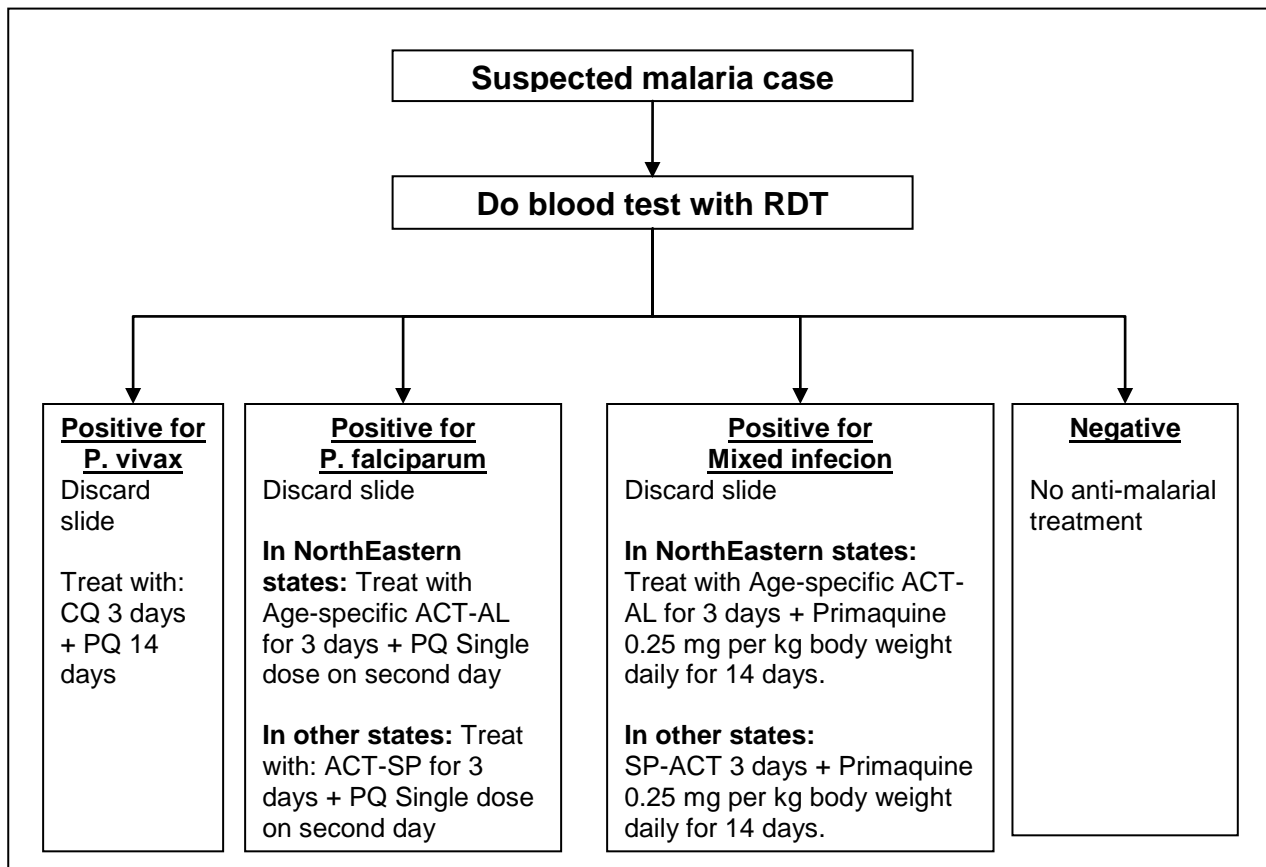 Suspected malaria case
Do blood test with RDT
Positive for
P. vivax
Discard
slide
Treat with:
CQ 3 days
+ PQ 14
days
Positive for
P. falciparum
Discard slide
In NorthEastern
states: Treat with
Age-specific ACT-AL
for 3 days + PQ Single
dose on second day
In other states: Treat
with: ACT-SP for 3
days + PQ Single dose
on second day
Positive for
Mixed infecion
Discard slide
In NorthEastern states:
Treat with Age-specific ACT-
AL for 3 days + Primaquine
0.25 mg per kg body weight
daily for 14 days.
In other states:
SP-ACT 3 days + Primaquine
0.25 mg per kg body weight
daily for 14 days.
Negative
No anti-malarial
treatment